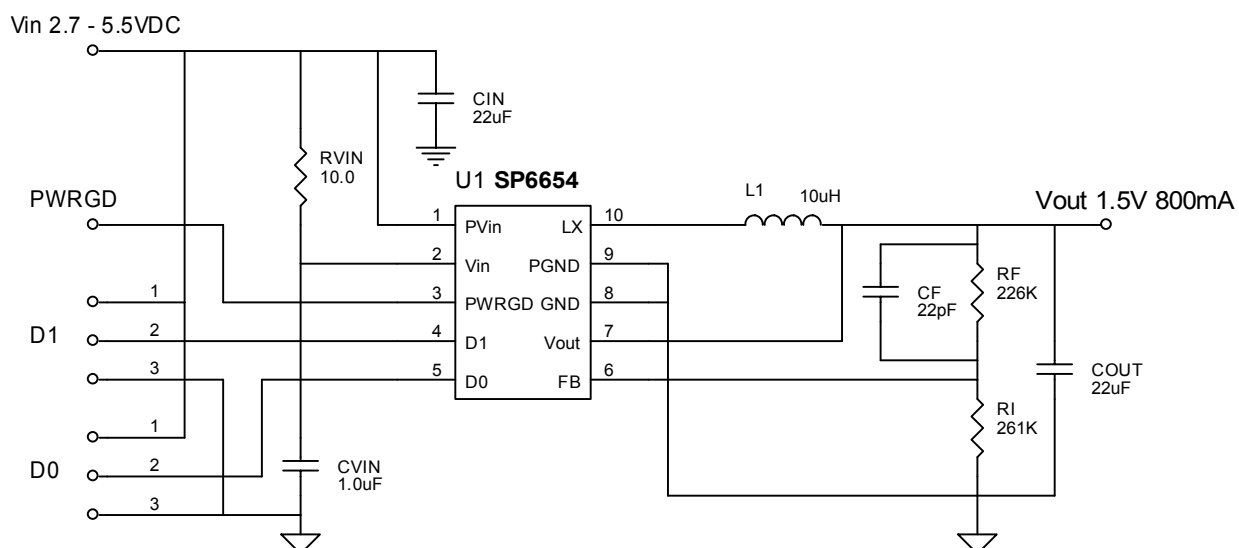 Vin 2.7 - 5.5VDC
CIN
22uF
RVIN
10.0
U1 SP6654
PWRGD
L1 10uH
Vout 1.5V 800mA
1 PVin LX 10
2 Vin PGND 9
3 PWRGD GND 8
4 D1 Vout 7
5 D0 FB 6
1
D1 2
3
1
D0 2
3
CVIN
1.0uF
CF
22pF
RF
226K
COUT
22uF
RI
261K